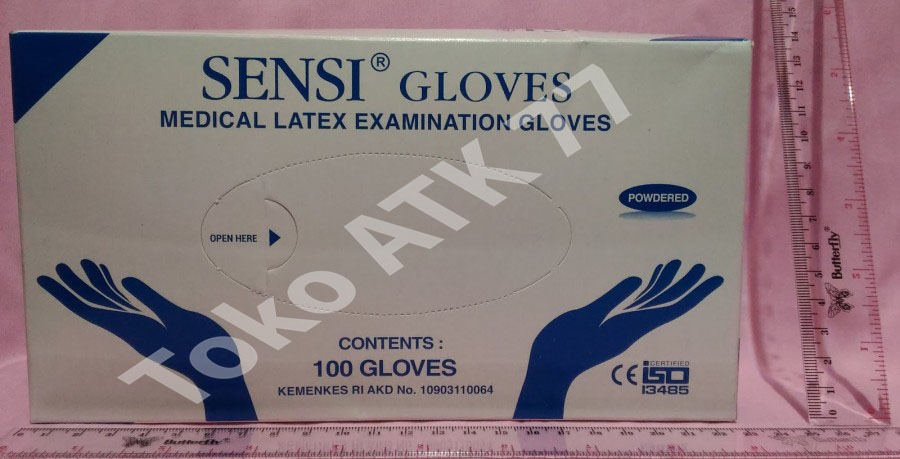 SENSI® GLOVES
MEDICAL LATEX EXAMINATION GLOVES
POWDERED
OPEN HERE
Toko ATK 77
CONTENTS :
100 GLOVES
KEMENKES RI AKD No. 10903110064
CE
CERTIFIED
ISO
13485
Butterfly®
Butterfly